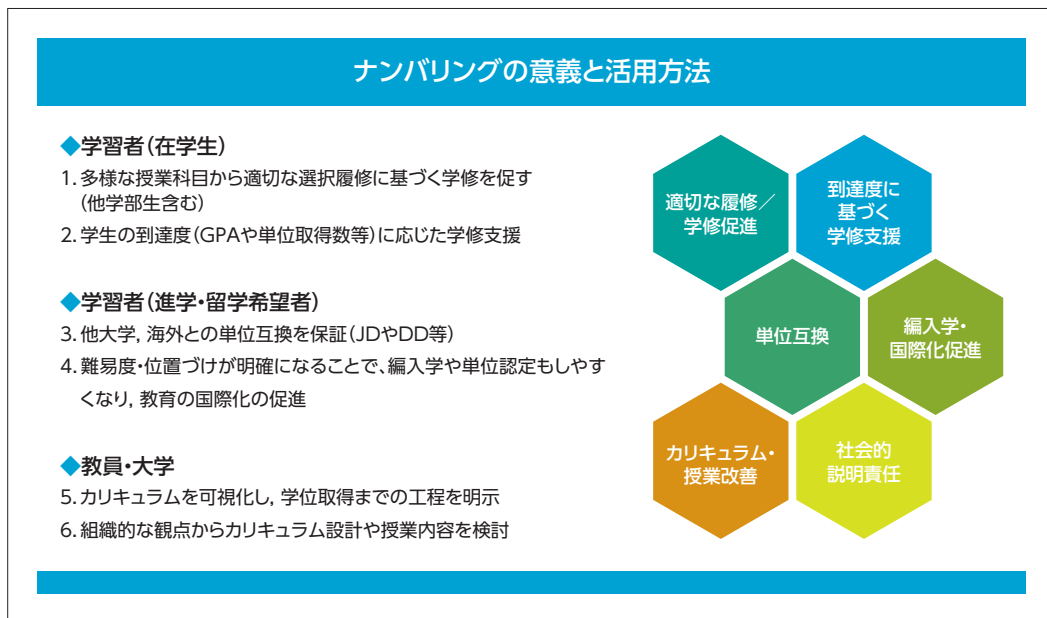 ナンバリングの意義と活用方法
◆学習者(在学生)
1. 多様な授業科目から適切な選択履修に基づく学修を促す
(他学部生含む)
2. 学生の到達度(GPAや単位取得数等)に応じた学修支援
◆学習者(進学・留学希望者)
3. 他大学, 海外との単位互換を保証(JDやDD等)
4. 難易度・位置づけが明確になることで、編入学や単位認定もしやす
くなり, 教育の国際化の促進
◆教員・大学
5. カリキュラムを可視化し, 学位取得までの工程を明示
6. 組織的な観点からカリキュラム設計や授業内容を検討
適切な履修／
学修促進
到達度に
基づく
学修支援
単位互換
編入学・
国際化促進
カリキュラム・
授業改善
社会的
説明責任